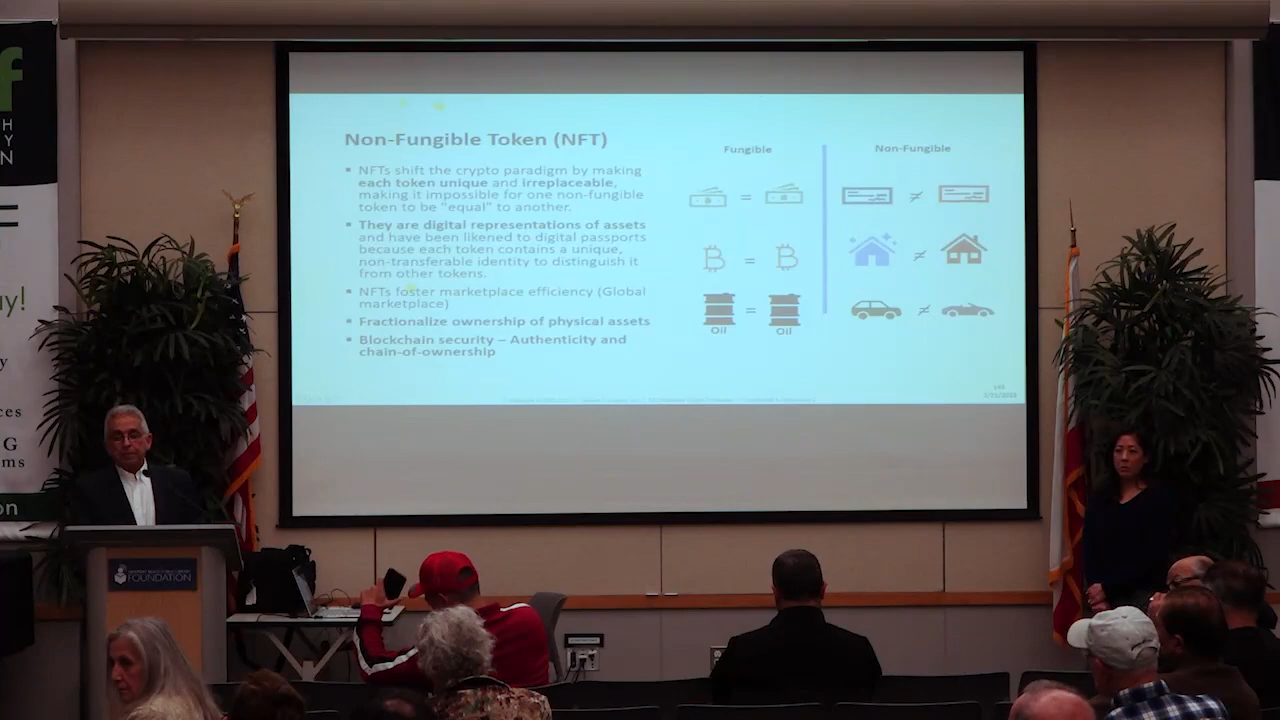 Non-Fungible Token (NFT)
▪ NFTs shift the crypto paradigm by making
each token unique and irreplaceable,
making it impossible for one non-fungible
token to be "equal" to another.
▪ They are digital representations of assets
and have been likened to digital passports
because each token contains a unique,
non-transferable identity to distinguish it
from other tokens.
▪ NFTs foster marketplace efficiency (Global
marketplace)
▪ Fractionalize ownership of physical assets
▪ Blockchain security – Authenticity and
chain-of-ownership
Fungible
Non-Fungible
=
≠
=
≠
=
≠
Oil
Oil
f
H
Y
N
y!
y
ces
G
ms
on
FOUNDATION